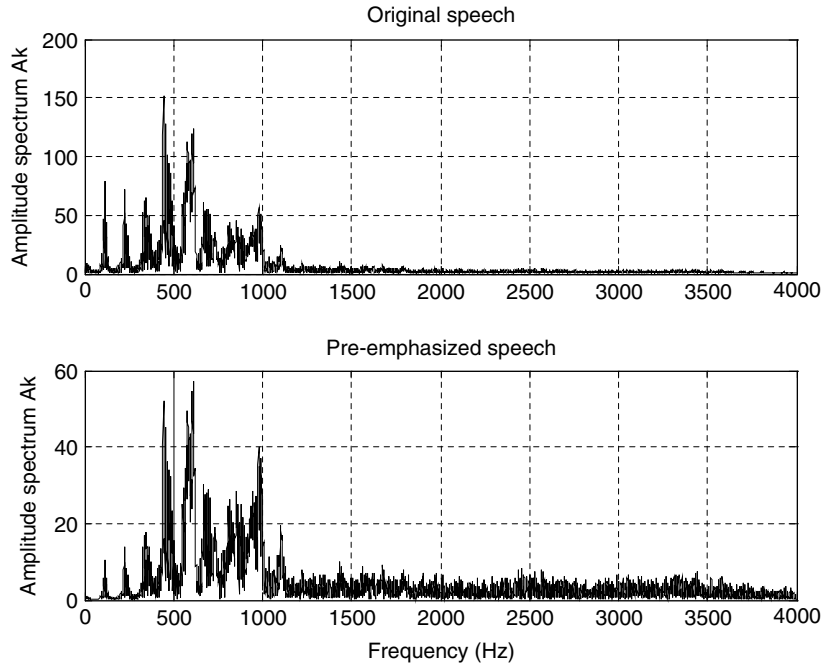 Original speech
Amplitude spectrum Ak
200
150
100
50
0
0 500 1000 1500 2000 2500 3000 3500 4000
Pre-emphasized speech
Amplitude spectrum Ak
60
40
20
0
0 500 1000 1500 2000 2500 3000 3500 4000
Frequency (Hz)